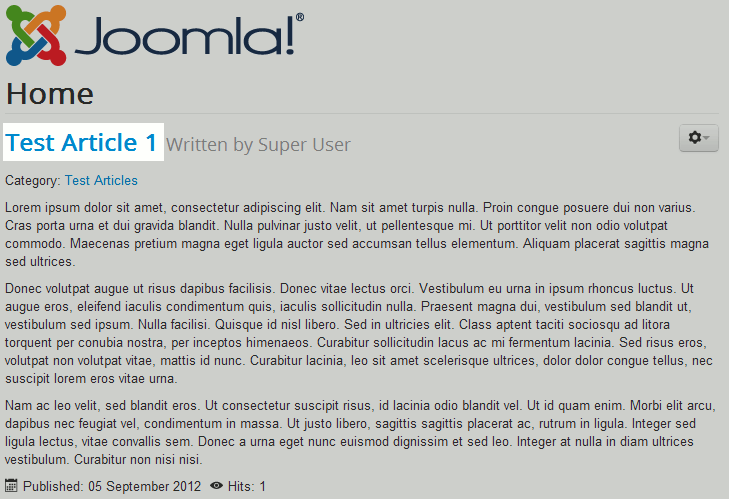 Joomla!®
Home
Test Article 1 Written by Super User
Category: Test Articles
Lorem ipsum dolor sit amet, consectetur adipiscing elit. Nam sit amet turpis nulla. Proin congue posuere dui non varius.
Cras porta urna et dui gravida blandit. Nulla pulvinar justo velit, ut pellentesque mi. Ut porttitor velit non odio volutpat
commodo. Maecenas pretium magna eget ligula auctor sed accumsan tellus elementum. Aliquam placerat sagittis magna
sed ultrices.
Donec volutpat augue ut risus dapibus facilisis. Donec vitae lectus orci. Vestibulum eu urna in ipsum rhoncus luctus. Ut
augue eros, eleifend iaculis condimentum quis, iaculis sollicitudin nulla. Praesent magna dui, vestibulum sed blandit ut,
vestibulum sed ipsum. Nulla facilisi. Quisque id nisl libero. Sed in ultricies elit. Class aptent taciti sociosqu ad litora
torquent per conubia nostra, per inceptos himenaeos. Curabitur sollicitudin lacus ac mi fermentum lacinia. Sed risus eros,
volutpat non volutpat vitae, mattis id nunc. Curabitur lacinia, leo sit amet scelerisque ultrices, dolor dolor congue tellus, nec
suscipit lorem eros vitae urna.
Nam ac leo velit, sed blandit eros. Ut consectetur suscipit risus, id lacinia odio blandit vel. Ut id quam enim. Morbi elit arcu,
dapibus nec feugiat vel, condimentum in massa. Ut justo libero, sagittis sagittis placerat ac, rutrum in ligula. Integer sed
ligula lectus, vitae convallis sem. Donec a urna eget nunc euismod dignissim et sed leo. Integer at nulla in diam ultrices
vestibulum. Curabitur non nisi nisi.
Published: 05 September 2012 Hits: 1